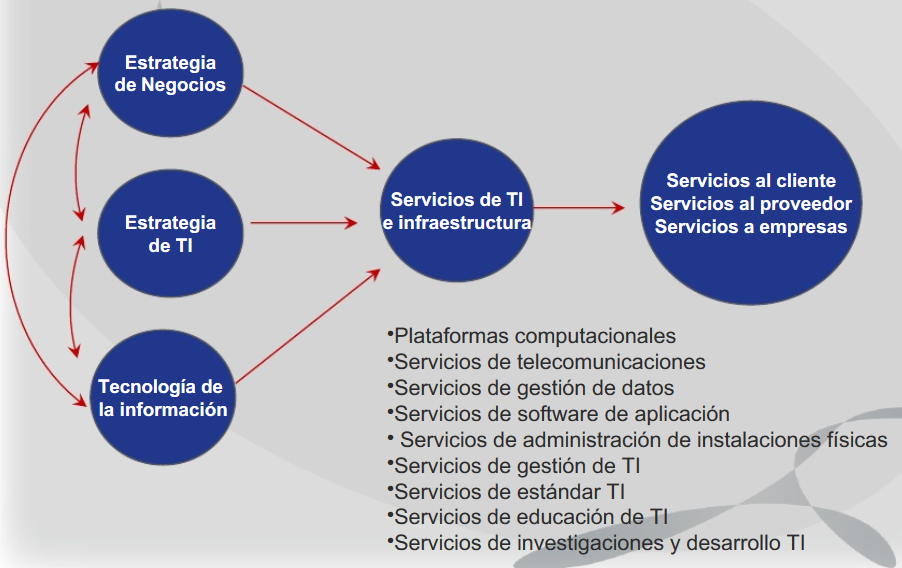 Estrategia
de Negocios
Estrategia
de TI
Tecnología de
la información
Servicios de TI
e infraestructura
Servicios al cliente
Servicios al proveedor
Servicios a empresas
•Plataformas computacionales
•Servicios de telecomunicaciones
•Servicios de gestión de datos
•Servicios de software de aplicación
• Servicios de administración de instalaciones físicas
•Servicios de gestión de TI
•Servicios de estándar TI
•Servicios de educación de TI
•Servicios de investigaciones y desarrollo TI